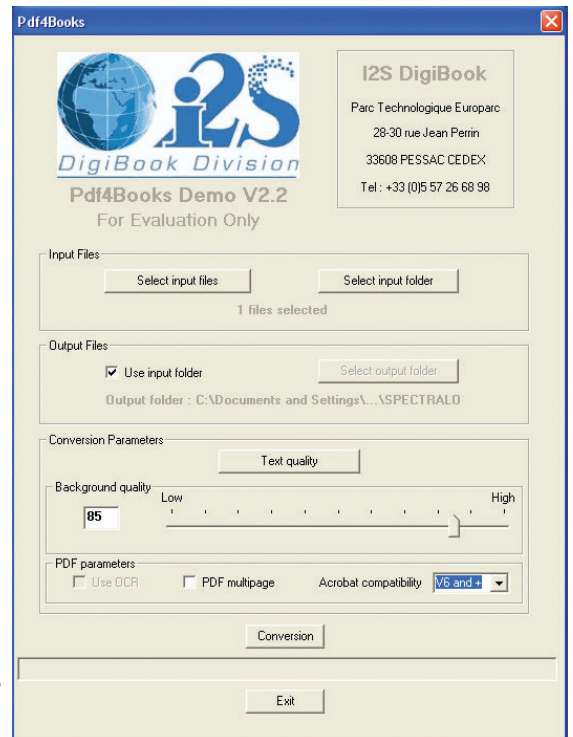 Pdf4Books
i2S
DigiBook Division
Pdf4Books Demo V2.2
For Evaluation Only
I2S DigiBook
Parc Technologique Europarc
28-30 rue Jean Perrin
33608 PESSAC CEDEX
Tel : +33 (0)5 57 26 68 98
Input Files
Select input files
Select input folder
1 files selected
Output Files
Use input folder
Select output folder
Output folder : C:\Documents and Settings\...\SPECTRAL0
Conversion Parameters
Text quality
Background quality
85
Low
High
PDF parameters
Use OCR
PDF multipage
Acrobat compatibility
V6 and +
Conversion
Exit